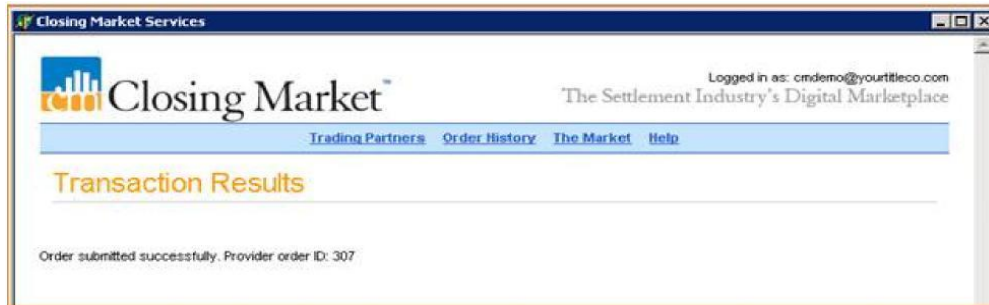 Closing Market Services
cm Closing Market™
Logged in as: cmdemo@yourtitleco.com
The Settlement Industry's Digital Marketplace
Trading Partners Order History The Market Help
Transaction Results
Order submitted successfully. Provider order ID: 307